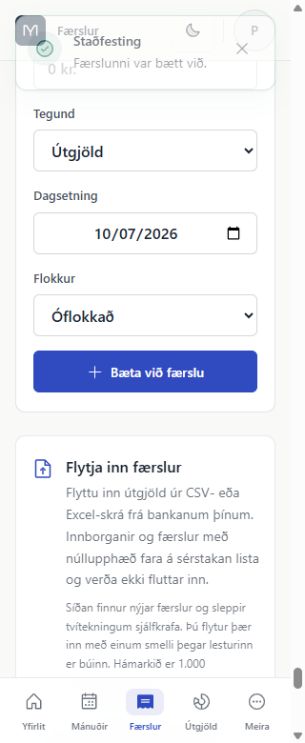 M
Færslur
P
Staðfesting
Færslunni var bætt við.
0 kr.
Tegund
Útgjöld
Dagsetning
10/07/2026
Flokkur
Óflokkað
Bæta við færslu
Flytja inn færslur
Flyttu inn útgjöld úr CSV- eða
Excel-skrá frá bankanum þínum.
Innborganir og færslur með
núllupphæð fara á sérstakan lista
og verða ekki fluttar inn.
Síðan finnur nýjar færslur og sleppir
tvítekningum sjálfkrafa. Þú flytur þær
inn með einum smelli þegar lesturinn
er búinn. Hámarkið er 1.000
Yfirlit
Mánuðir
Færslur
Útgjöld
Meira